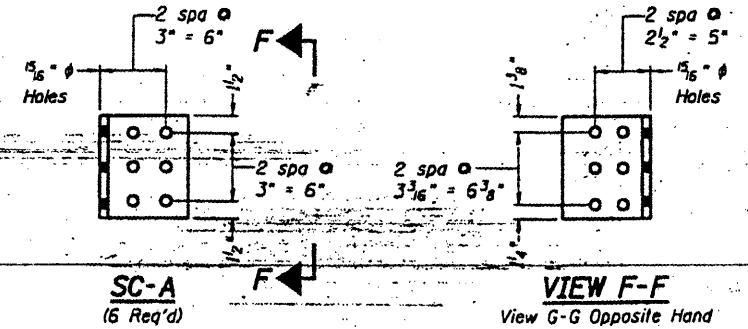 2 spa @
3" = 6"
F
15/16" φ
Holes
1 1/2"
2 spa @
3" = 6"
1 1/2"
F
SC-A
(6 Req'd)
2 spa @
2 1/2" = 5"
15/16" φ
Holes
1 3/8"
2 spa @
3 3/16" = 6 3/8"
1 1/4"
VIEW F-F
View G-G Opposite Hand